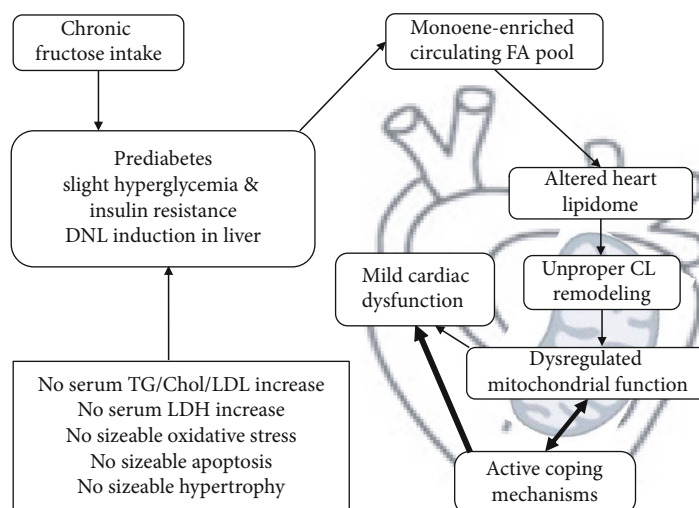 Chronic
fructose intake
Monoene-enriched
circulating FA pool
Prediabetes
slight hyperglycemia &
insulin resistance
DNL induction in liver
Altered heart
lipidome
Mild cardiac
dysfunction
Unproper CL
remodeling
Dysregulated
mitochondrial function
No serum TG/Chol/LDL increase
No serum LDH increase
No sizeable oxidative stress
No sizeable apoptosis
No sizeable hypertrophy
Active coping
mechanisms